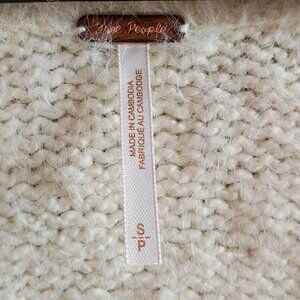 Free People
MADE IN CAMBODIA
FABRIQUÉ AU CAMBODGE
S/P